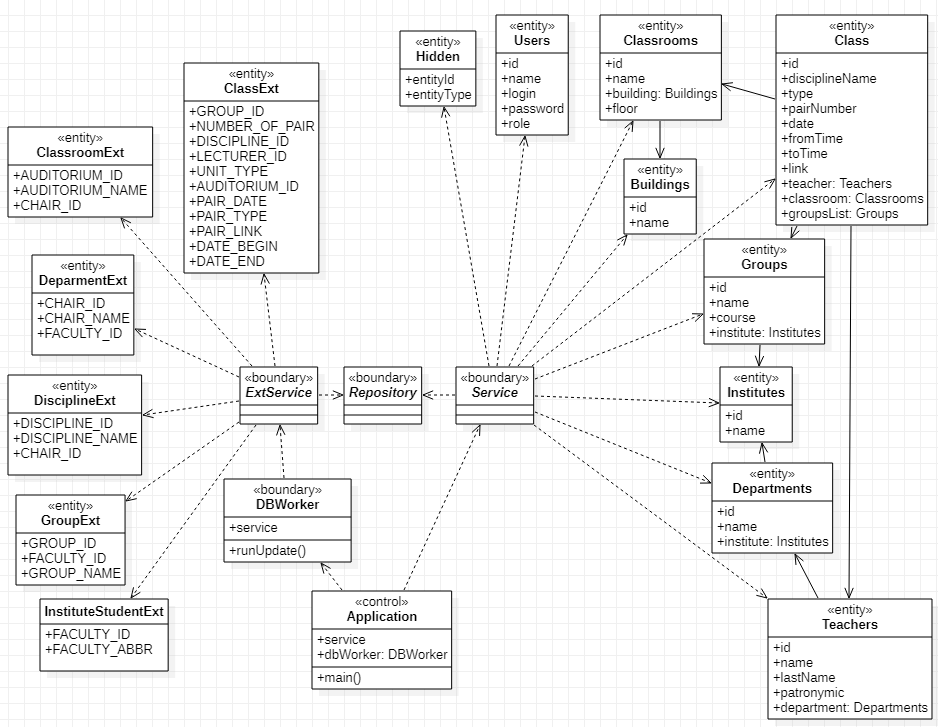 «entity»
Hidden
+entityId
+entityType
«entity»
Users
+id
+name
+login
+password
+role
«entity»
Classrooms
+id
+name
+building: Buildings
+floor
«entity»
Class
+id
+disciplineName
+type
+pairNumber
+date
+fromTime
+toTime
+link
+teacher: Teachers
+classroom: Classrooms
+groupsList: Groups
«entity»
ClassExt
+GROUP_ID
+NUMBER_OF_PAIR
+DISCIPLINE_ID
+LECTURER_ID
+UNIT_TYPE
+AUDITORIUM_ID
+PAIR_DATE
+PAIR_TYPE
+PAIR_LINK
+DATE_BEGIN
+DATE_END
«entity»
ClassroomExt
+AUDITORIUM_ID
+AUDITORIUM_NAME
+CHAIR_ID
«entity»
Buildings
+id
+name
«entity»
DeparmentExt
+CHAIR_ID
+CHAIR_NAME
+FACULTY_ID
«entity»
Groups
+id
+name
+course
+institute: Institutes
«entity»
DisciplineExt
+DISCIPLINE_ID
+DISCIPLINE_NAME
+CHAIR_ID
«boundary»
ExtService
«boundary»
Repository
«boundary»
Service
«entity»
Institutes
+id
+name
«entity»
GroupExt
+GROUP_ID
+FACULTY_ID
+GROUP_NAME
«boundary»
DBWorker
+service
+runUpdate()
«entity»
Departments
+id
+name
+institute: Institutes
InstituteStudentExt
+FACULTY_ID
+FACULTY_ABBR
«control»
Application
+service
+dbWorker: DBWorker
+main()
«entity»
Teachers
+id
+name
+lastName
+patronymic
+department: Departments